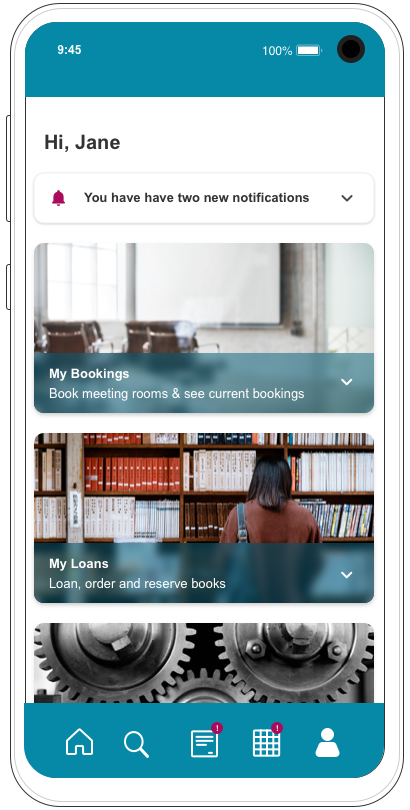 9:45
100%
Hi, Jane
You have have two new notifications
My Bookings
Book meeting rooms & see current bookings
My Loans
Loan, order and reserve books
!
!